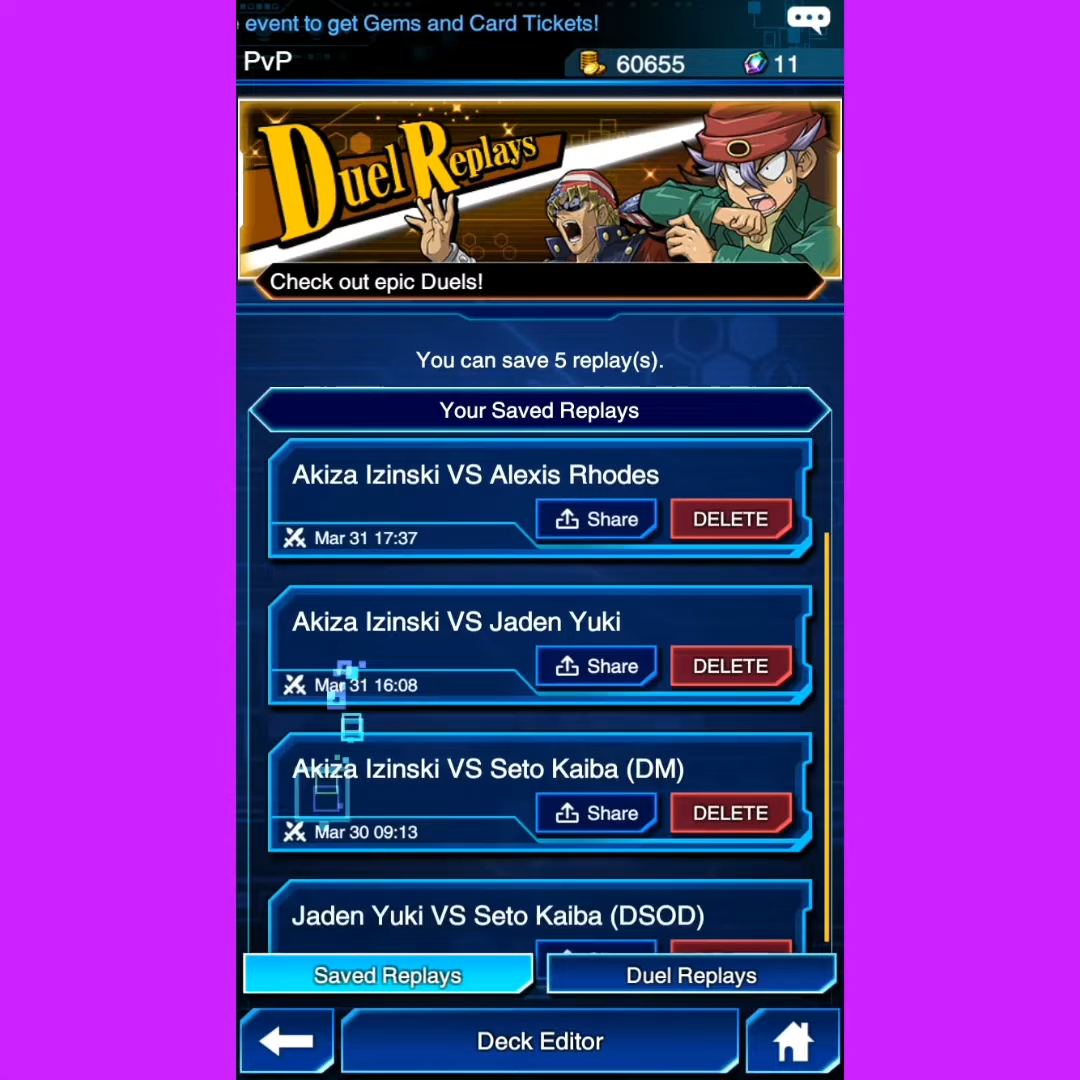 event to get Gems and Card Tickets!
PvP
60655
11
Duel Replays
Check out epic Duels!
You can save 5 replay(s).
Your Saved Replays
Akiza Izinski VS Alexis Rhodes
Share
DELETE
Mar 31 17:37
Akiza Izinski VS Jaden Yuki
Share
DELETE
Mar 31 16:08
Akiza Izinski VS Seto Kaiba (DM)
Share
DELETE
Mar 30 09:13
Jaden Yuki VS Seto Kaiba (DSOD)
Saved Replays
Duel Replays
Deck Editor